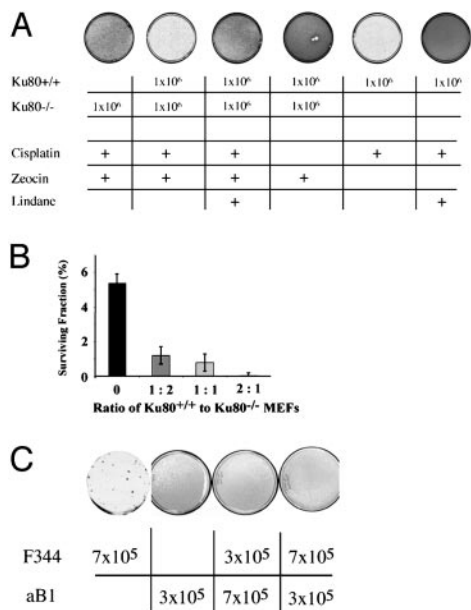 A
Ku80+/+ 1x10⁶ 1x10⁶ 1x10⁶ 1x10⁶ 1x10⁶
Ku80-/- 1x10⁶ 1x10⁶ 1x10⁶ 1x10⁶
Cisplatin + + + + +
Zeocin + + + +
Lindane + +
B
Surviving Fraction (%)
6
4
2
0
0 1 : 2 1 : 1 2 : 1
Ratio of Ku80+/+ to Ku80-/- MEFs
C
F344 7x10⁵ 3x10⁵ 7x10⁵
aB1 3x10⁵ 7x10⁵ 3x10⁵